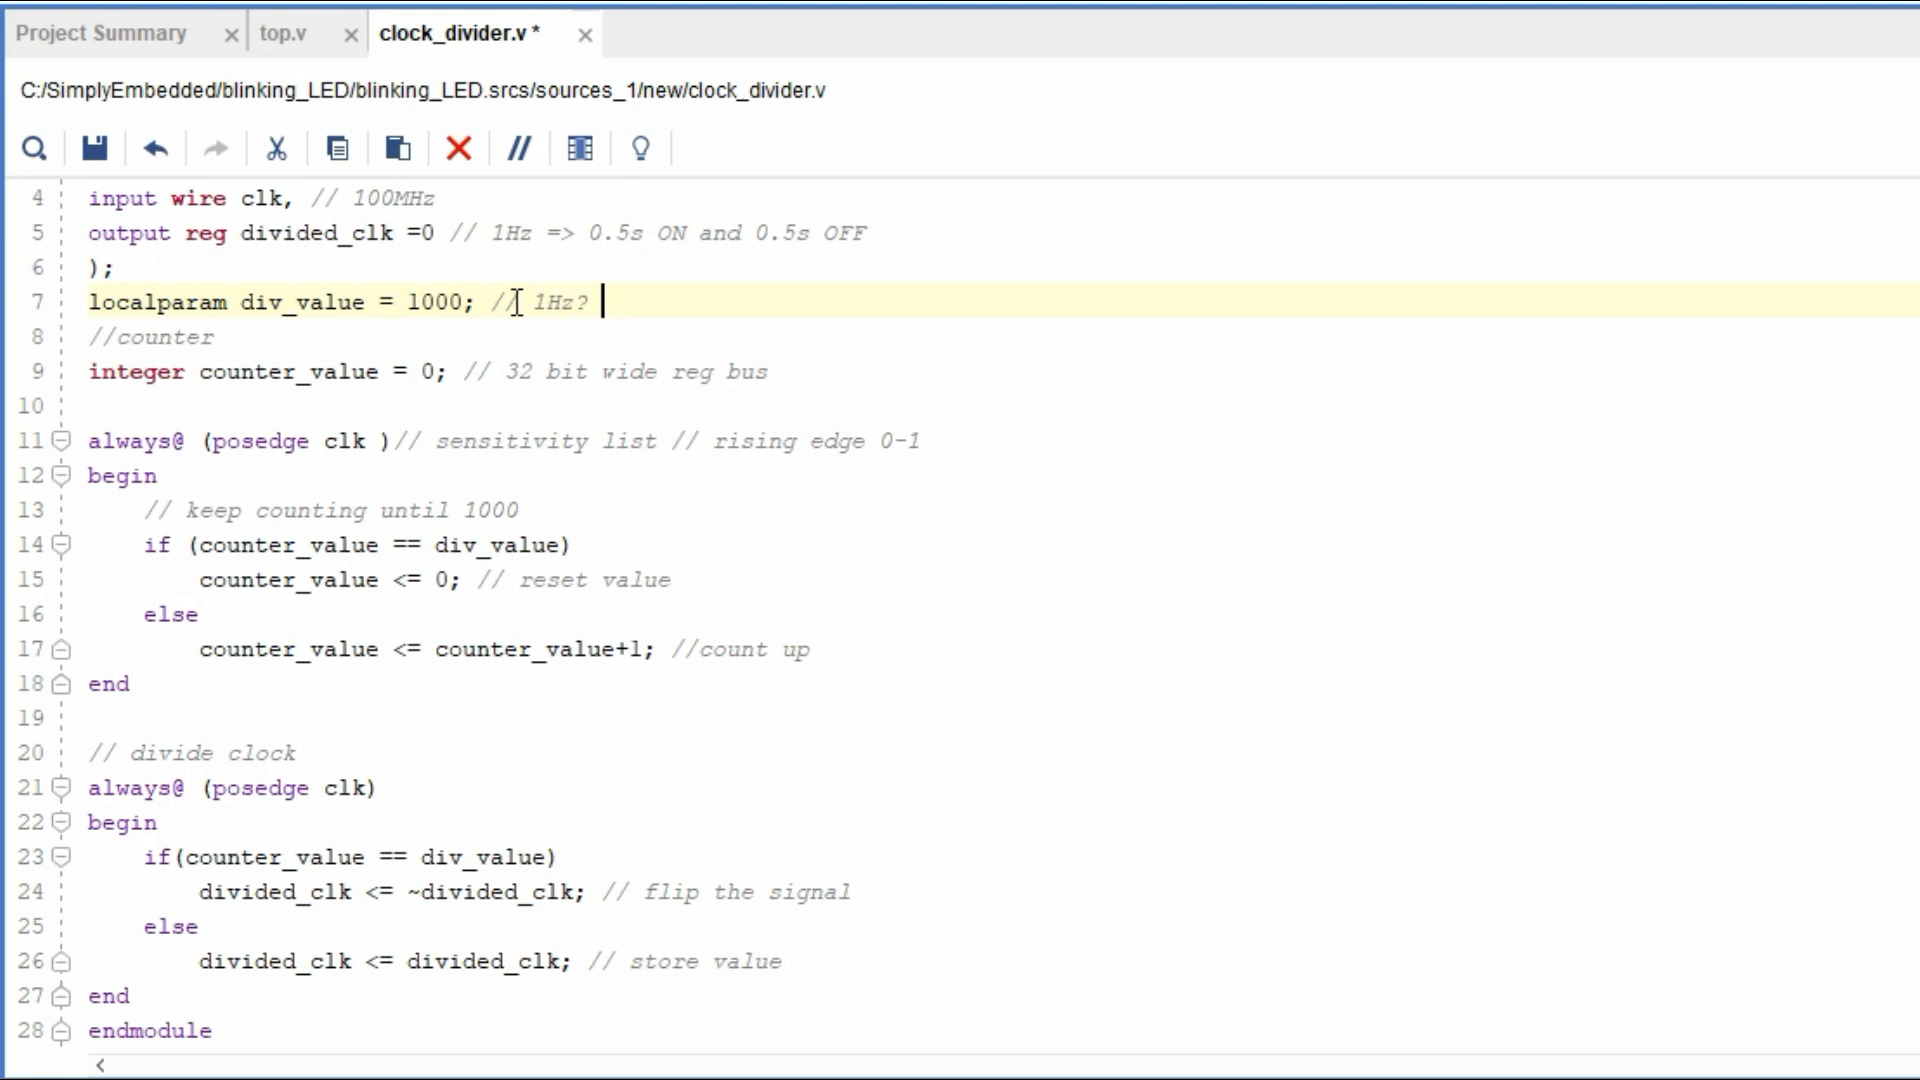 Project Summary × top.v × clock_divider.v * ×
C:/SimplyEmbedded/blinking_LED/blinking_LED.srcs/sources_1/new/clock_divider.v
4 input wire clk, // 100MHz
5 output reg divided_clk =0 // 1Hz => 0.5s ON and 0.5s OFF
6 );
7 localparam div_value = 1000; // 1Hz?
8 //counter
9 integer counter_value = 0; // 32 bit wide reg bus
10
11 always@ (posedge clk )// sensitivity list // rising edge 0-1
12 begin
13     // keep counting until 1000
14     if (counter_value == div_value)
15         counter_value <= 0; // reset value
16     else
17         counter_value <= counter_value+1; //count up
18 end
19
20 // divide clock
21 always@ (posedge clk)
22 begin
23     if(counter_value == div_value)
24         divided_clk <= ~divided_clk; // flip the signal
25     else
26         divided_clk <= divided_clk; // store value
27 end
28 endmodule